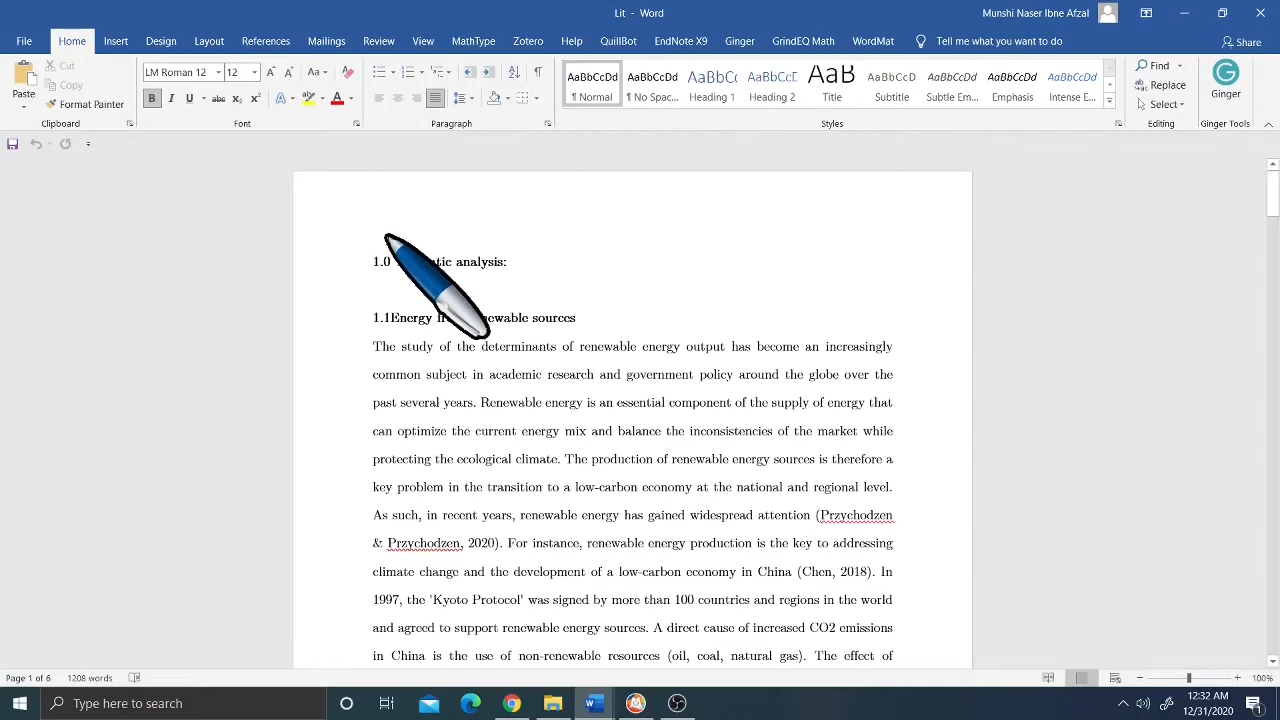 Lit - Word
Munshi Naser Ibne Afzal
File Home Insert Design Layout References Mailings Review View MathType Zotero Help QuillBot EndNote X9 Ginger GrindEQ Math WordMat Tell me what you want to do Share
Paste
Cut
Copy
Format Painter
Clipboard
LM Roman 12 12 Aa
B I U abc x2 x2 A A
Font
Paragraph
AaBbCcDd AaBbCcDd AaBbCc AaBbCcD AaB AaBbCcD AaBbCcDd AaBbCcDd AaBbCcDd
¶ Normal ¶ No Spac... Heading 1 Heading 2 Title Subtitle Subtle Em... Emphasis Intense E...
Styles
Find
Replace
Select
Editing
Ginger
Ginger Tools
1.0 analysis:
1.1Energy sources
The study of the determinants of renewable energy output has become an increasingly
common subject in academic research and government policy around the globe over the
past several years. Renewable energy is an essential component of the supply of energy that
can optimize the current energy mix and balance the inconsistencies of the market while
protecting the ecological climate. The production of renewable energy sources is therefore a
key problem in the transition to a low-carbon economy at the national and regional level.
As such, in recent years, renewable energy has gained widespread attention (Przychodzen
& Przychodzen, 2020). For instance, renewable energy production is the key to addressing
climate change and the development of a low-carbon economy in China (Chen, 2018). In
1997, the 'Kyoto Protocol' was signed by more than 100 countries and regions in the world
and agreed to support renewable energy sources. A direct cause of increased CO2 emissions
in China is the use of non-renewable resources (oil, coal, natural gas). The effect of
Page 1 of 6 1208 words 100%
Type here to search
12:32 AM
12/31/2020
1